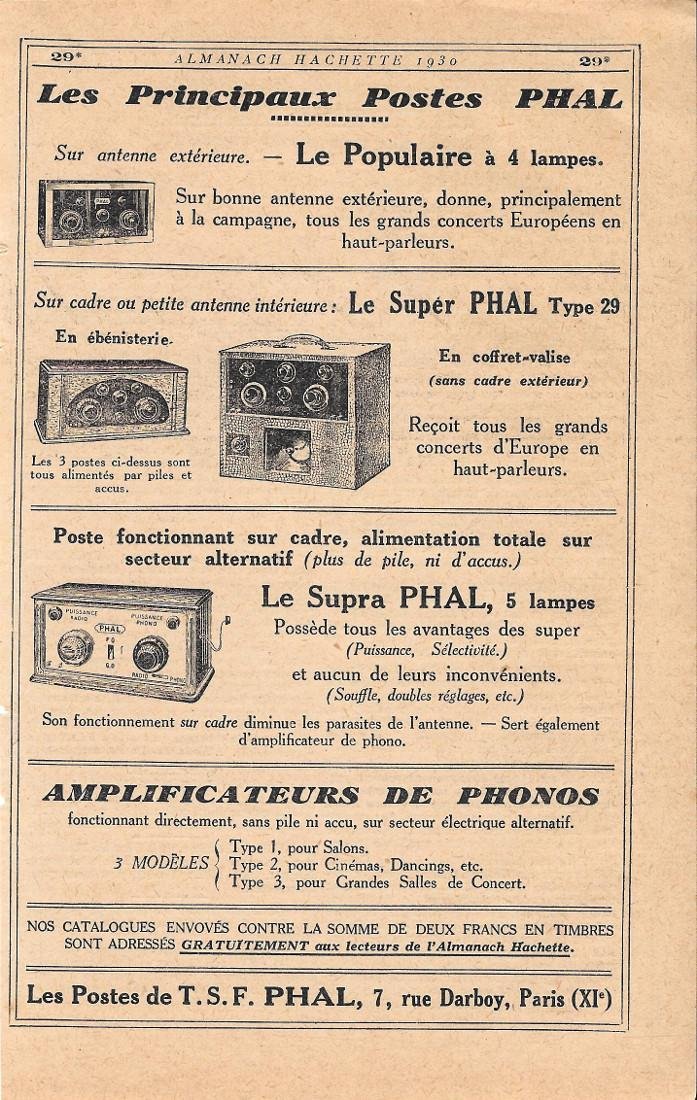 29*
ALMANACH HACHETTE 1930
29*
Les Principaux Postes PHAL
Sur antenne extérieure. — Le Populaire à 4 lampes.
PHAL
Sur bonne antenne extérieure, donne, principalement
à la campagne, tous les grands concerts Européens en
haut-parleurs.
Sur cadre ou petite antenne intérieure : Le Supér PHAL Type 29
En ébénisterie.
En coffret-valise
(sans cadre extérieur)
Reçoit tous les grands
concerts d'Europe en
haut-parleurs.
Les 3 postes ci-dessus sont
tous alimentés par piles et
accus.
Poste fonctionnant sur cadre, alimentation totale sur
secteur alternatif (plus de pile, ni d'accus.)
PUISSANCE
RADIO
PUISSANCE
PHONO
PHAL
P.O
G.O
RADIO
PHONO
Le Supra PHAL, 5 lampes
Possède tous les avantages des super
(Puissance, Sélectivité.)
et aucun de leurs inconvénients.
(Souffle, doubles réglages, etc.)
Son fonctionnement sur cadre diminue les parasites de l'antenne. — Sert également
d'amplificateur de phono.
AMPLIFICATEURS DE PHONOS
fonctionnant directement, sans pile ni accu, sur secteur électrique alternatif.
3 MODÈLES
Type 1, pour Salons.
Type 2, pour Cinémas, Dancings, etc.
Type 3, pour Grandes Salles de Concert.
NOS CATALOGUES ENVOVÉS CONTRE LA SOMME DE DEUX FRANCS EN TIMBRES
SONT ADRESSÉS GRATUITEMENT aux lecteurs de l'Almanach Hachette.
Les Postes de T.S.F. PHAL, 7, rue Darboy, Paris (XIe)